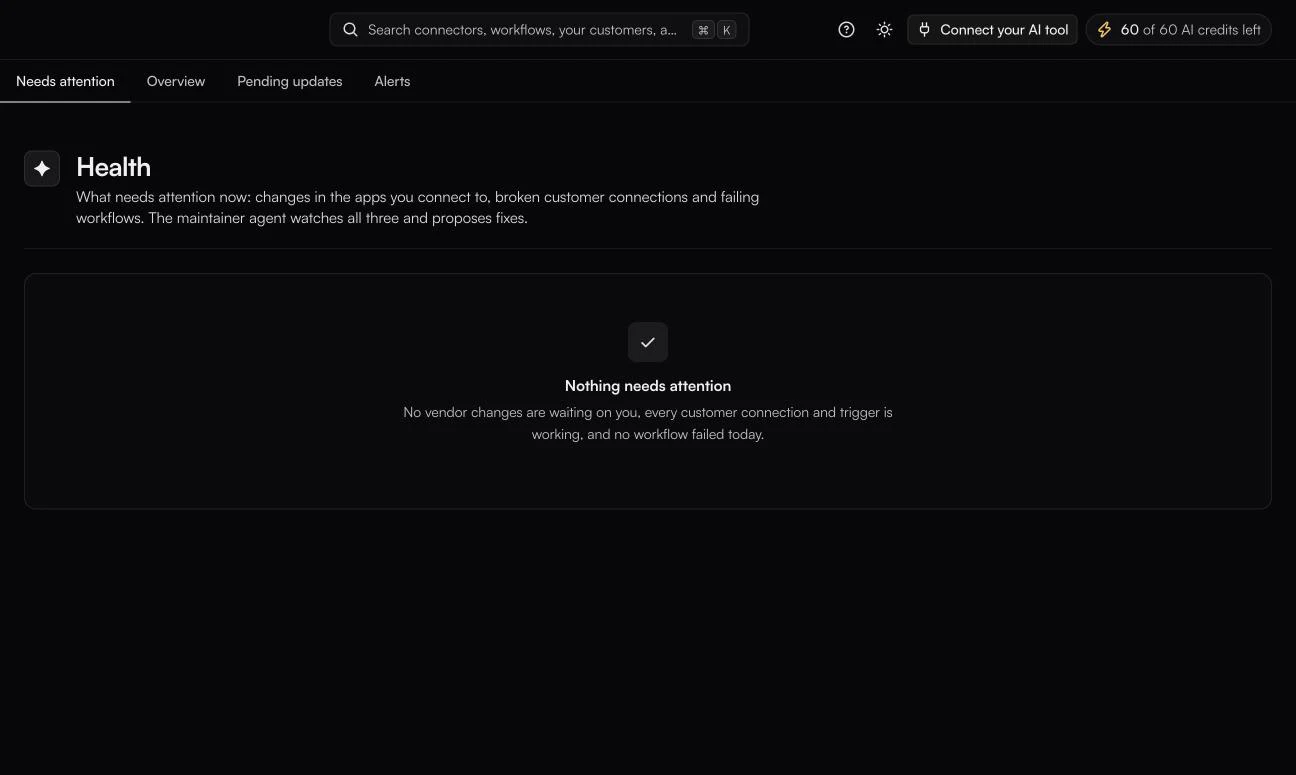 Search connectors, workflows, your customers, a...
⌘ K
Connect your AI tool
60 of 60 AI credits left
Needs attention
Overview
Pending updates
Alerts
Health
What needs attention now: changes in the apps you connect to, broken customer connections and failing
workflows. The maintainer agent watches all three and proposes fixes.
Nothing needs attention
No vendor changes are waiting on you, every customer connection and trigger is
working, and no workflow failed today.